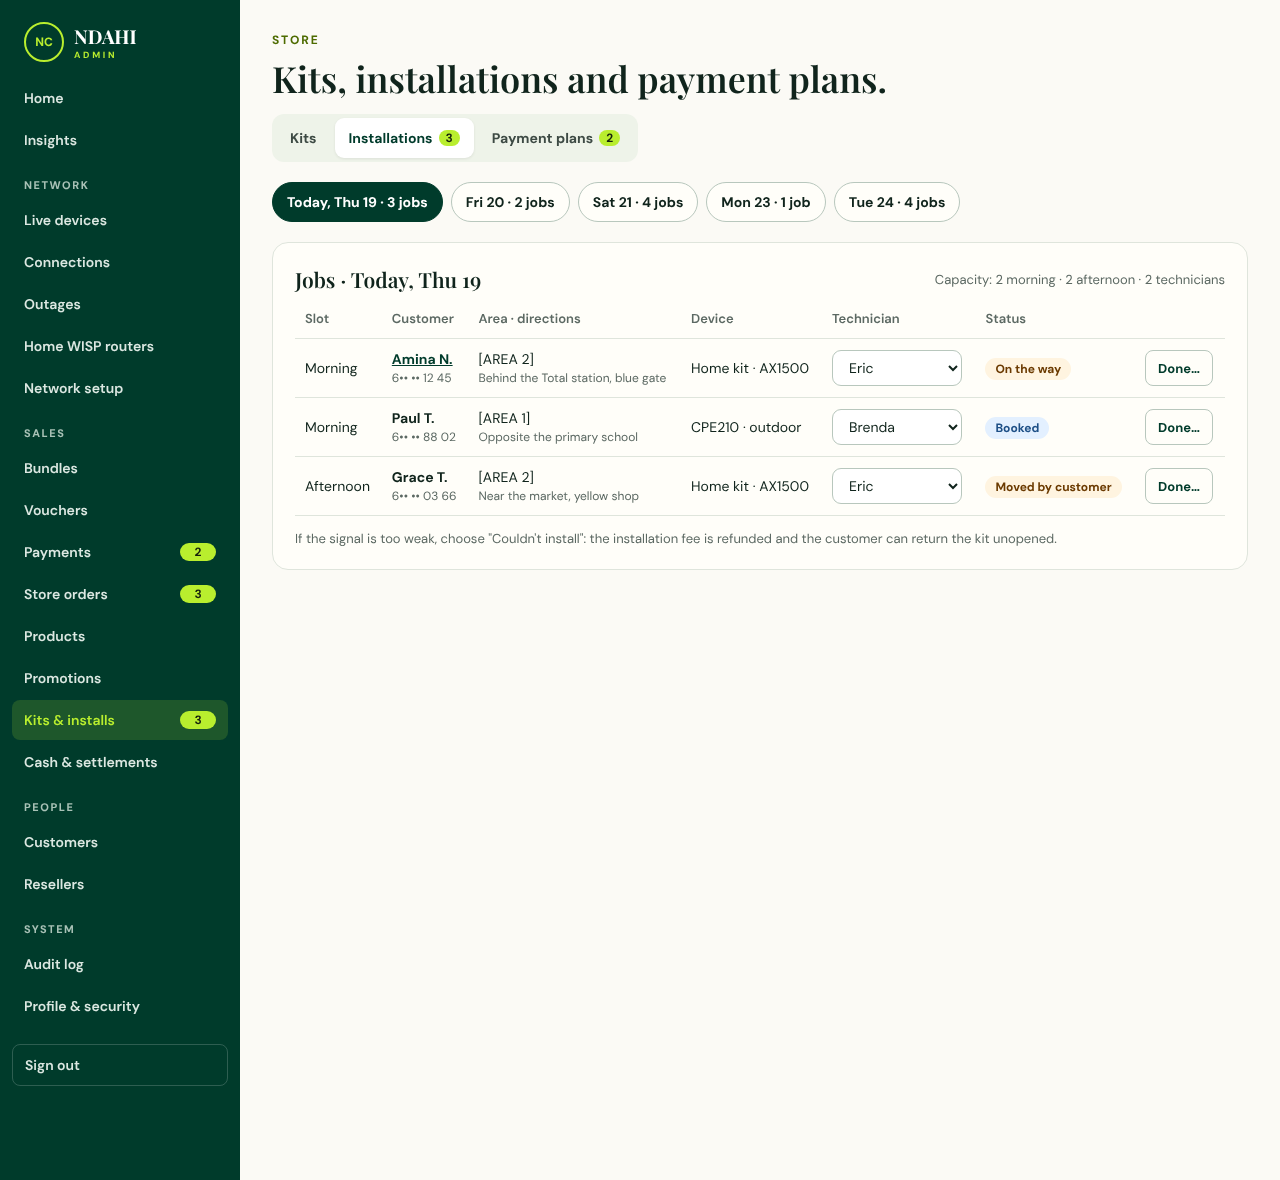 NC
NDAHI
ADMIN
Home
Insights
NETWORK
Live devices
Connections
Outages
Home WISP routers
Network setup
SALES
Bundles
Vouchers
Payments 2
Store orders 3
Products
Promotions
Kits & installs 3
Cash & settlements
PEOPLE
Customers
Resellers
SYSTEM
Audit log
Profile & security
Sign out
STORE
Kits, installations and payment plans.
Kits Installations 3 Payment plans 2
Today, Thu 19 · 3 jobs Fri 20 · 2 jobs Sat 21 · 4 jobs Mon 23 · 1 job Tue 24 · 4 jobs
Jobs · Today, Thu 19
Capacity: 2 morning · 2 afternoon · 2 technicians
Slot Customer Area · directions Device Technician Status
Morning Amina N. [AREA 2] Home kit · AX1500 Eric On the way Done...
6•• •• 12 45 Behind the Total station, blue gate
Morning Paul T. [AREA 1] CPE210 · outdoor Brenda Booked Done...
6•• •• 88 02 Opposite the primary school
Afternoon Grace T. [AREA 2] Home kit · AX1500 Eric Moved by customer Done...
6•• •• 03 66 Near the market, yellow shop
If the signal is too weak, choose "Couldn't install": the installation fee is refunded and the customer can return the kit unopened.